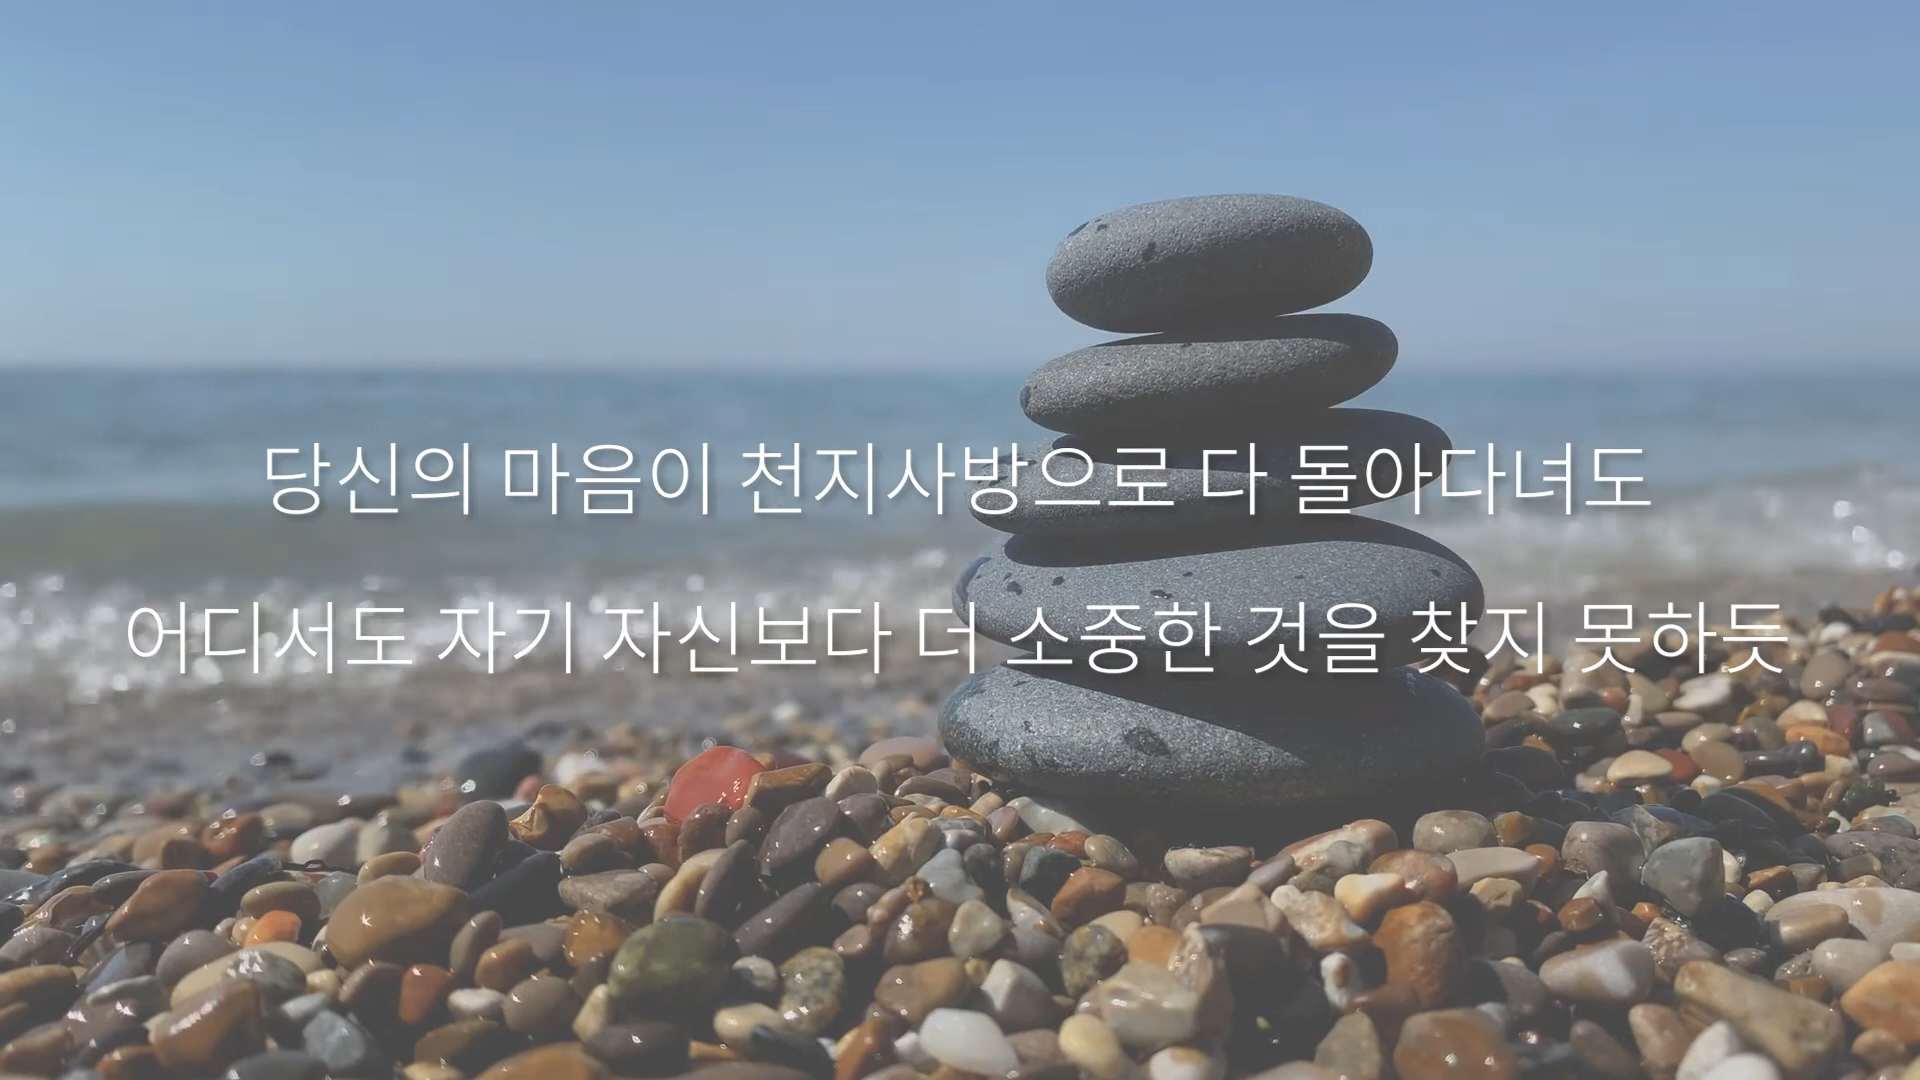 당신의 마음이 천지사방으로 다 돌아다녀도
어디서도 자기 자신보다 더 소중한 것을 찾지 못하듯